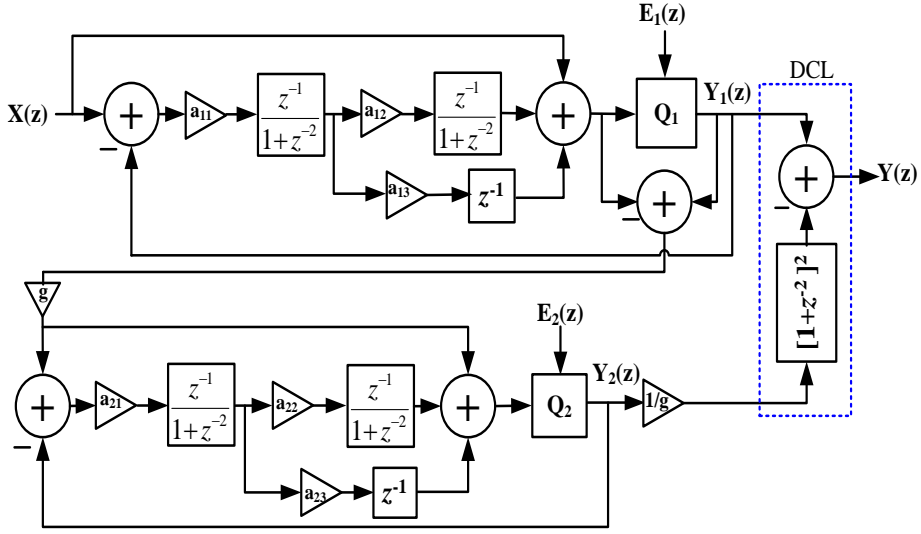 E₁(z)
DCL
X(z)
+
−
a₁₁
z⁻¹
1+z⁻²
a₁₂
z⁻¹
1+z⁻²
+
Q₁
Y₁(z)
a₁₃
z⁻¹
−
+
−
+
Y(z)
[1+z⁻²]²
g
E₂(z)
+
−
a₂₁
z⁻¹
1+z⁻²
a₂₂
z⁻¹
1+z⁻²
+
Q₂
Y₂(z)
1/g
a₂₃
z⁻¹